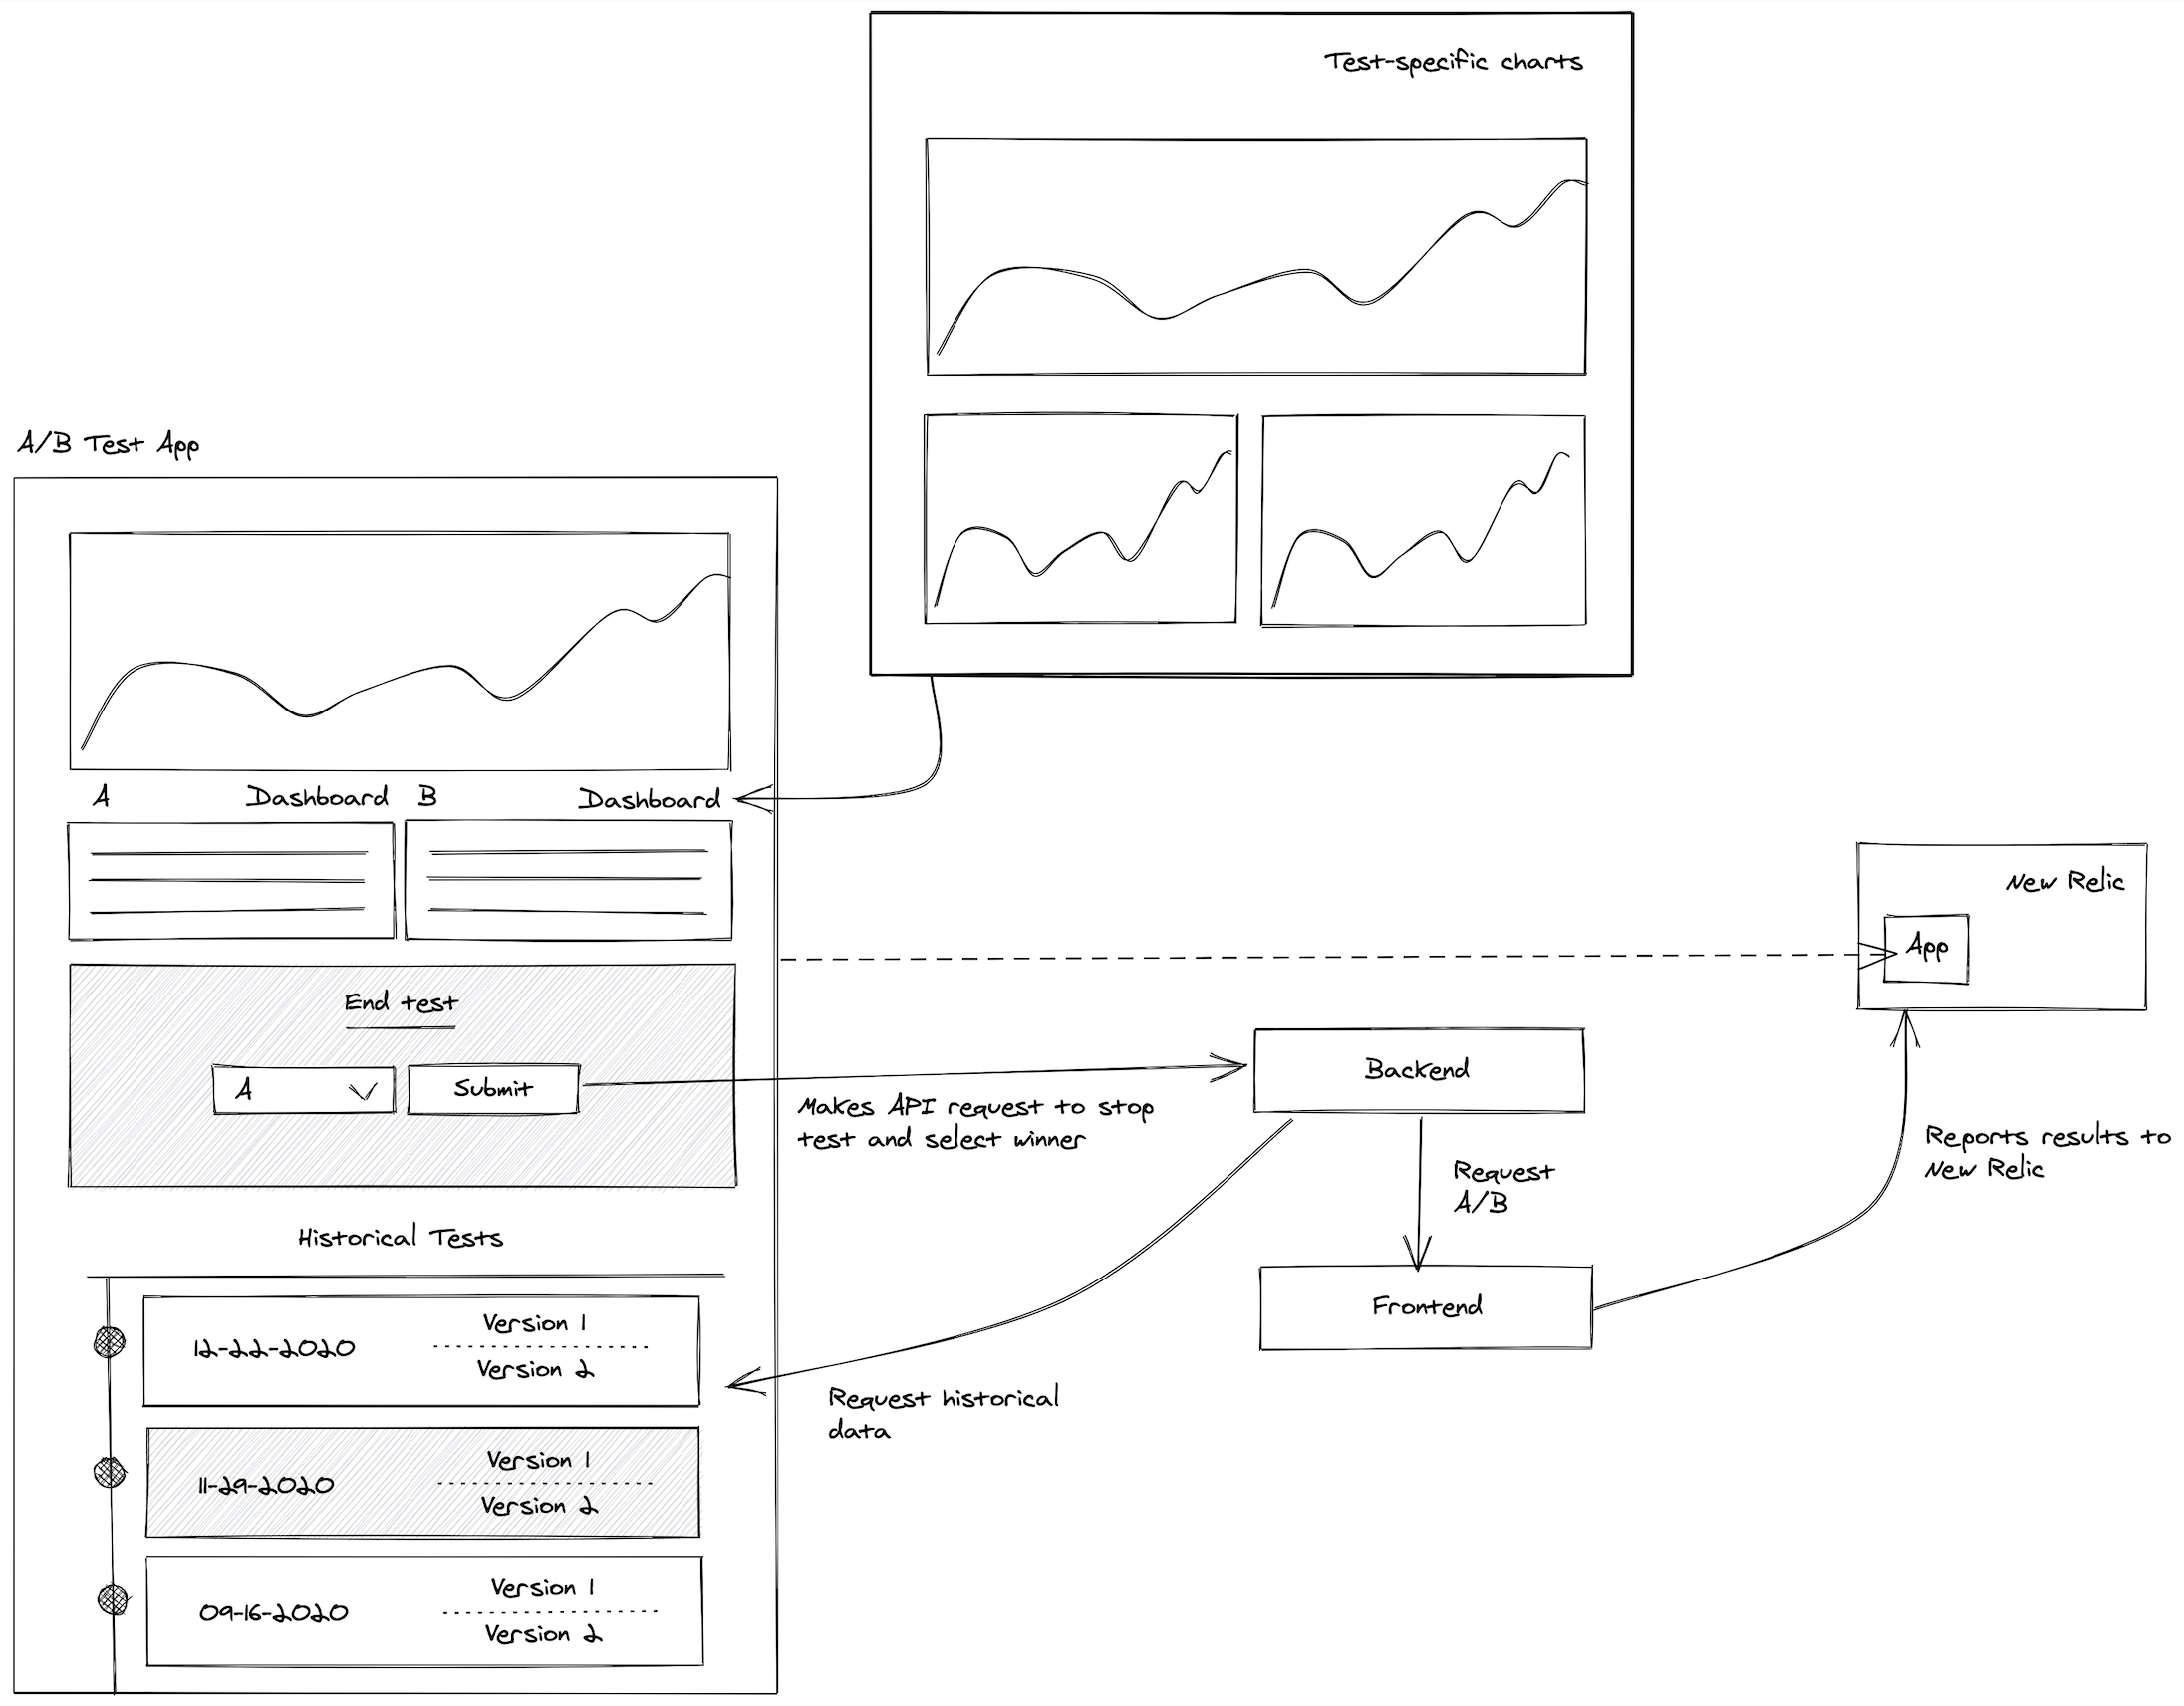 Test-specific charts
A/B Test App
A
Dashboard
B
Dashboard
New Relic
App
End test
A
Submit
Backend
Makes API request to stop
test and select winner
Reports results to
New Relic
Request
A/B
Historical Tests
Frontend
12-22-2020
Version 1
Version 2
Request historical
data
11-29-2020
Version 1
Version 2
09-16-2020
Version 1
Version 2